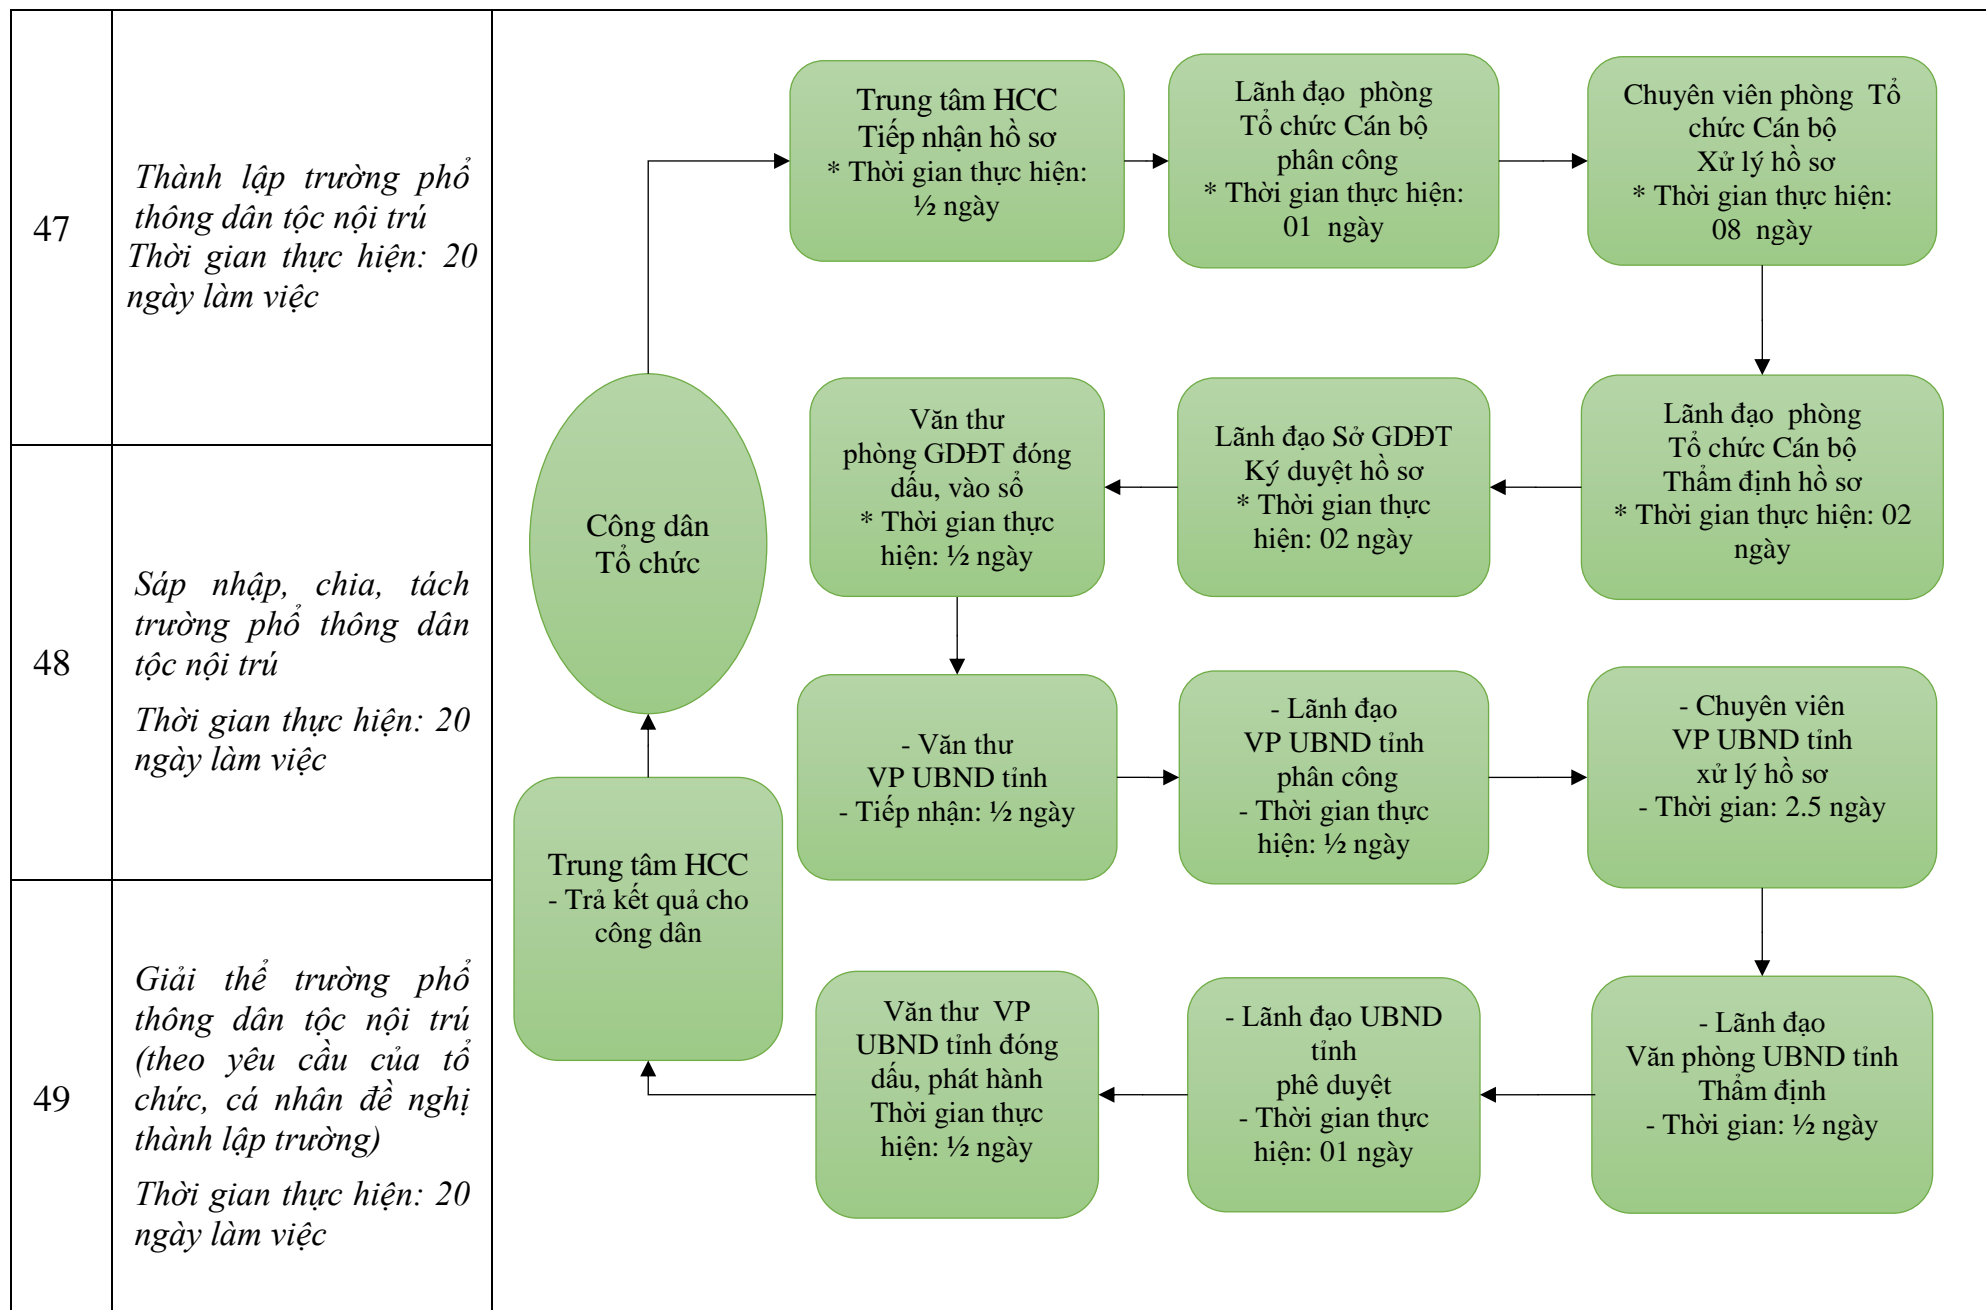 47
Thành lập trường phổ
thông dân tộc nội trú
Thời gian thực hiện: 20
ngày làm việc
48
Sáp nhập, chia, tách
trường phổ thông dân
tộc nội trú
Thời gian thực hiện: 20
ngày làm việc
49
Giải thể trường phổ
thông dân tộc nội trú
(theo yêu cầu của tổ
chức, cá nhân đề nghị
thành lập trường)
Thời gian thực hiện: 20
ngày làm việc
Công dân
Tổ chức
Trung tâm HCC
Tiếp nhận hồ sơ
* Thời gian thực hiện:
½ ngày
Lãnh đạo phòng
Tổ chức Cán bộ
phân công
* Thời gian thực hiện:
01 ngày
Chuyên viên phòng Tổ
chức Cán bộ
Xử lý hồ sơ
* Thời gian thực hiện:
08 ngày
Lãnh đạo phòng
Tổ chức Cán bộ
Thẩm định hồ sơ
* Thời gian thực hiện: 02
ngày
Lãnh đạo Sở GDĐT
Ký duyệt hồ sơ
* Thời gian thực
hiện: 02 ngày
Văn thư
phòng GDĐT đóng
dấu, vào sổ
* Thời gian thực
hiện: ½ ngày
- Văn thư
VP UBND tỉnh
- Tiếp nhận: ½ ngày
- Lãnh đạo
VP UBND tỉnh
phân công
- Thời gian thực
hiện: ½ ngày
- Chuyên viên
VP UBND tỉnh
xử lý hồ sơ
- Thời gian: 2.5 ngày
- Lãnh đạo
Văn phòng UBND tỉnh
Thẩm định
- Thời gian: ½ ngày
- Lãnh đạo UBND
tỉnh
phê duyệt
- Thời gian thực
hiện: 01 ngày
Văn thư VP
UBND tỉnh đóng
dấu, phát hành
Thời gian thực
hiện: ½ ngày
Trung tâm HCC
- Trả kết quả cho
công dân